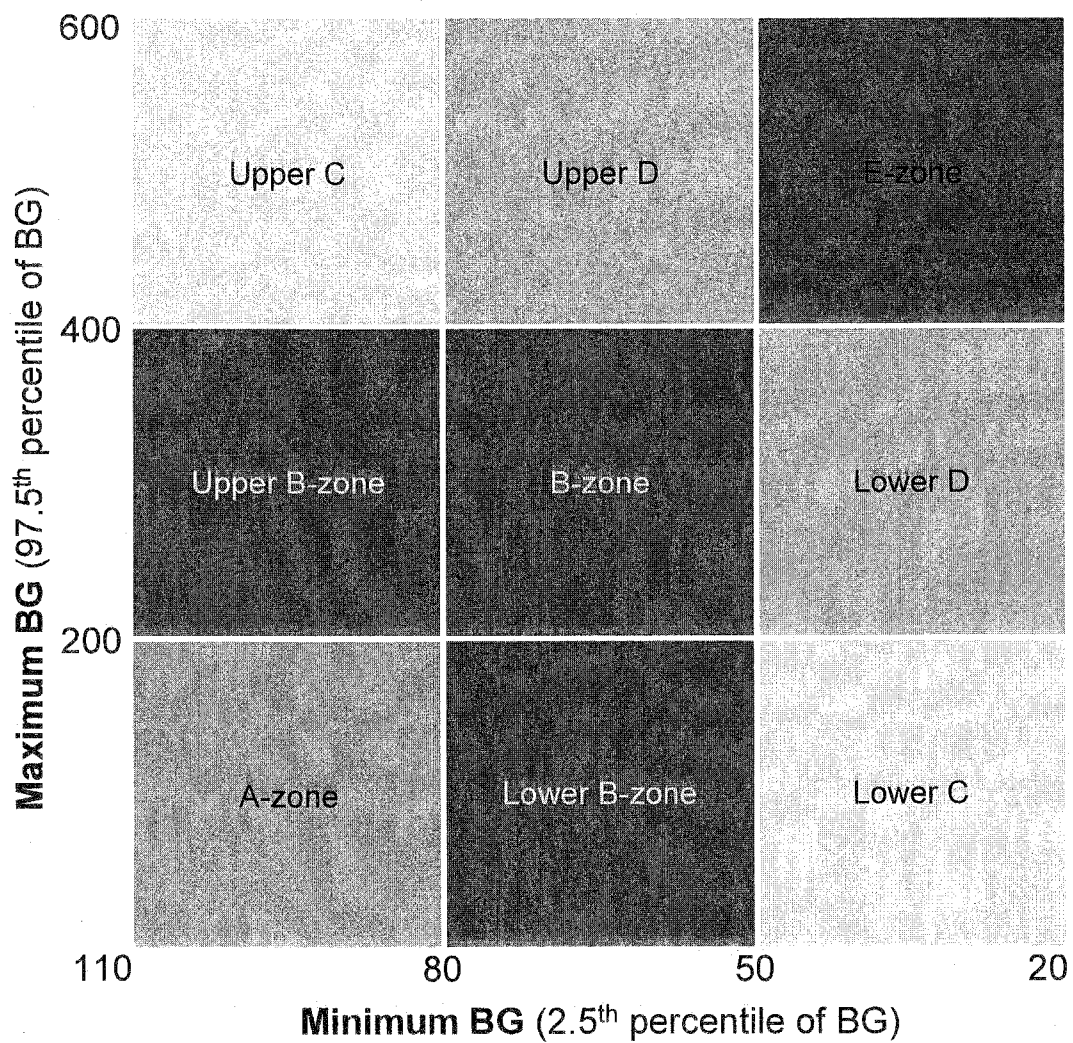 600
Upper C
Upper D
E-zone
400
Upper B-zone
B-zone
Lower D
200
A-zone
Lower B-zone
Lower C
110
80
50
20
Maximum BG (97.5th percentile of BG)
Minimum BG (2.5th percentile of BG)